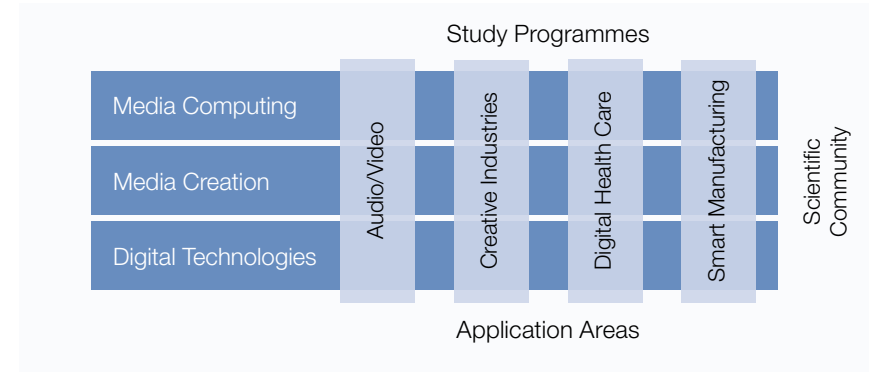 Study Programmes
Media Computing
Media Creation
Digital Technologies
Audio/Video
Creative Industries
Digital Health Care
Smart Manufacturing
Scientific
Community
Application Areas